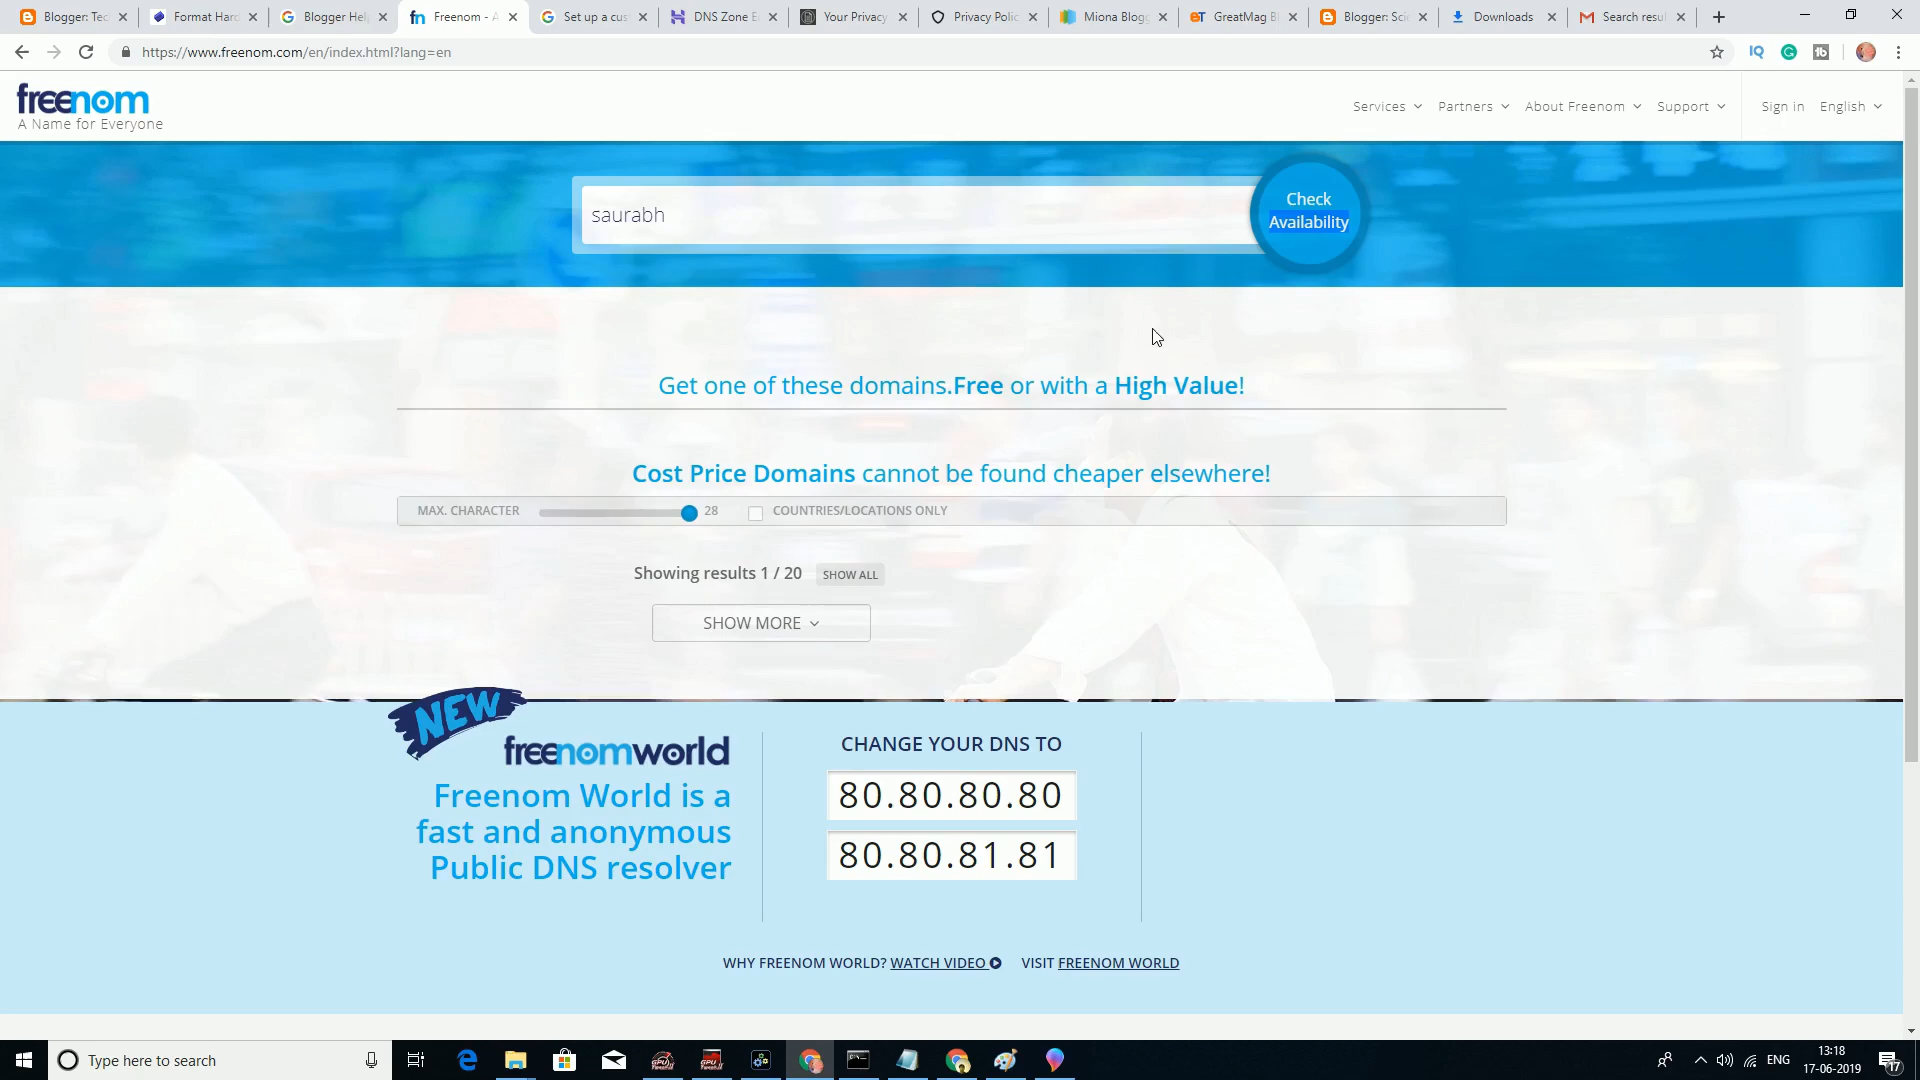 Blogger: Tec
Format Hard
Blogger Hel
Freenom - A
Set up a cus
DNS Zone E
Your Privacy
Privacy Polic
Miona Blogg
GreatMag Bl
Blogger: Sci
Downloads
Search resul
https://www.freenom.com/en/index.html?lang=en
freenom
A Name for Everyone
Services
Partners
About Freenom
Support
Sign in
English
saurabh
Check
Availability
Get one of these domains.Free or with a High Value!
Cost Price Domains cannot be found cheaper elsewhere!
MAX. CHARACTER
28
COUNTRIES/LOCATIONS ONLY
Showing results 1 / 20
SHOW ALL
SHOW MORE
NEW
freenomworld
Freenom World is a
fast and anonymous
Public DNS resolver
CHANGE YOUR DNS TO
80.80.80.80
80.80.81.81
WHY FREENOM WORLD? WATCH VIDEO
VISIT FREENOM WORLD
Type here to search
ENG
13:18
17-06-2019
17